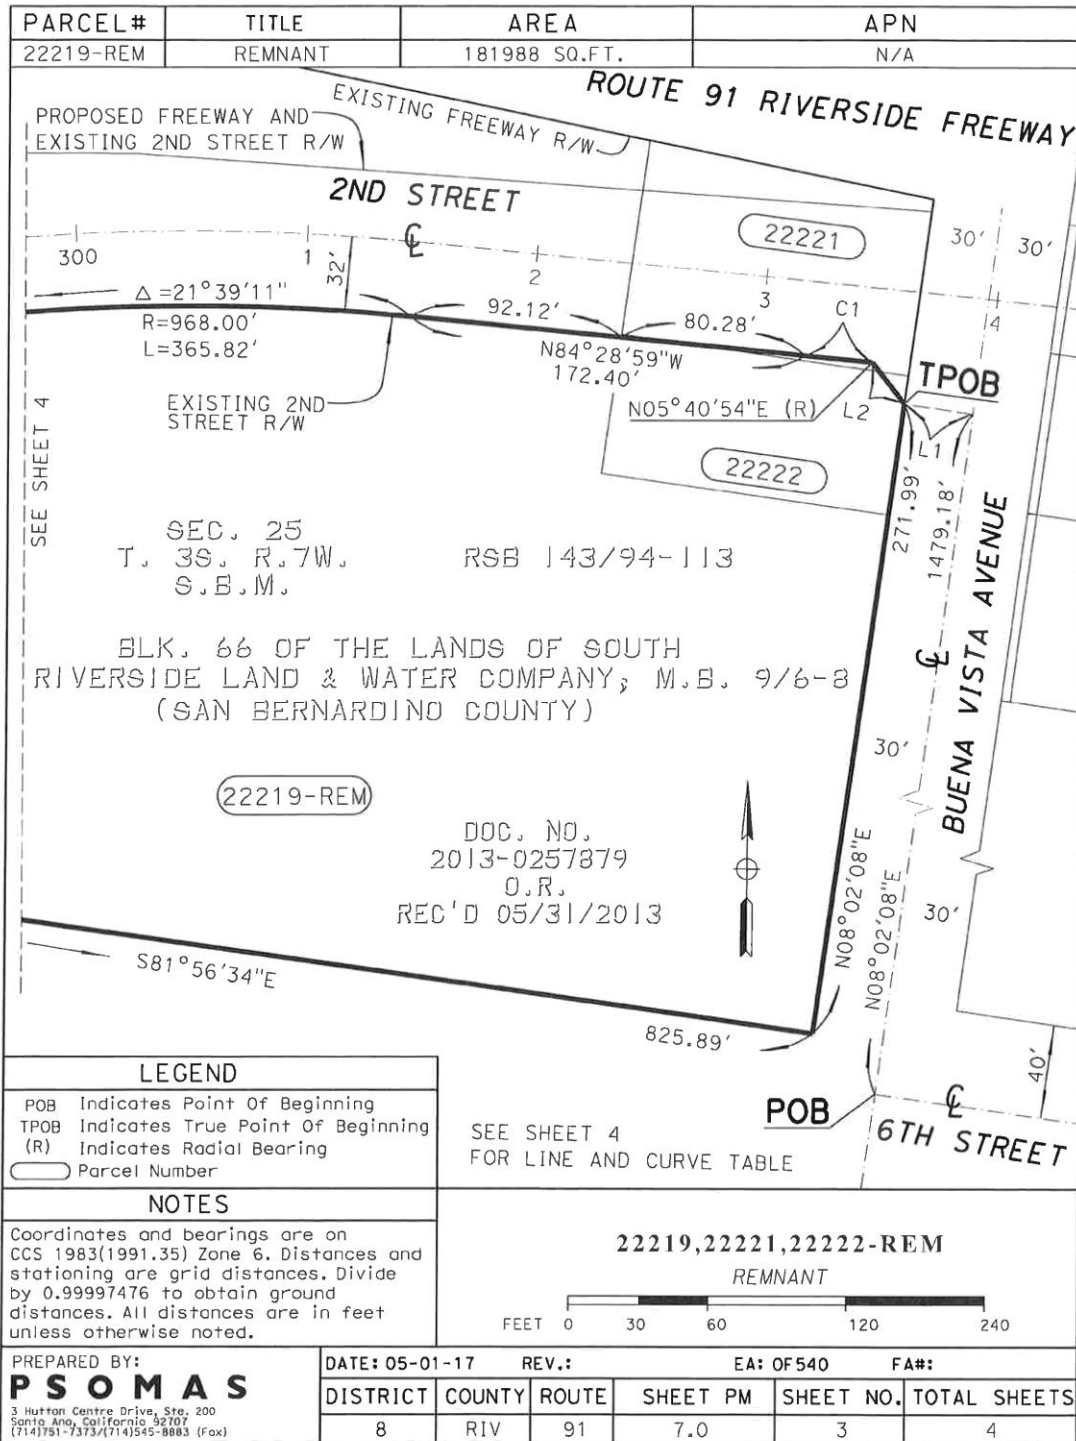 PARCEL# TITLE AREA APN
22219-REM REMNANT 181988 SQ.FT. N/A
ROUTE 91 RIVERSIDE FREEWAY
EXISTING FREEWAY R/W
PROPOSED FREEWAY AND
EXISTING 2ND STREET R/W
2ND STREET
22221
30' 30'
℄
300 1 2 3 4
32'
△=21°39'11"
R=968.00'
L=365.82'
92.12'
80.28'
C1
N84°28'59"W
172.40'
TPOB
N05°40'54"E (R)
L2
L1
EXISTING 2ND
STREET R/W
SEE SHEET 4
22222
271.99'
1479.18'
SEC. 25
T. 3S. R.7W.
S.B.M.
RSB 143/94-113
BUENA VISTA AVENUE
℄
BLK. 66 OF THE LANDS OF SOUTH
RIVERSIDE LAND & WATER COMPANY; M.B. 9/6-8
(SAN BERNARDINO COUNTY)
30'
22219-REM
DOC. NO.
2013-0257879
O.R.
REC'D 05/31/2013
N08°02'08"E
N08°02'08"E
30'
S81°56'34"E
825.89'
40'
POB
℄
6TH STREET
LEGEND
POB Indicates Point Of Beginning
TPOB Indicates True Point Of Beginning
(R) Indicates Radial Bearing
Parcel Number
SEE SHEET 4
FOR LINE AND CURVE TABLE
NOTES
Coordinates and bearings are on
CCS 1983(1991.35) Zone 6. Distances and
stationing are grid distances. Divide
by 0.99997476 to obtain ground
distances. All distances are in feet
unless otherwise noted.
22219,22221,22222-REM
REMNANT
FEET 0 30 60 120 240
PREPARED BY:
PSOMAS
3 Hutton Centre Drive, Ste. 200
Santa Ana, California 92707
(714)751-7373/(714)545-8883 (Fax)
DATE: 05-01-17 REV.: EA: OF540 FA#:
DISTRICT COUNTY ROUTE SHEET PM SHEET NO. TOTAL SHEETS
8 RIV 91 7.0 3 4